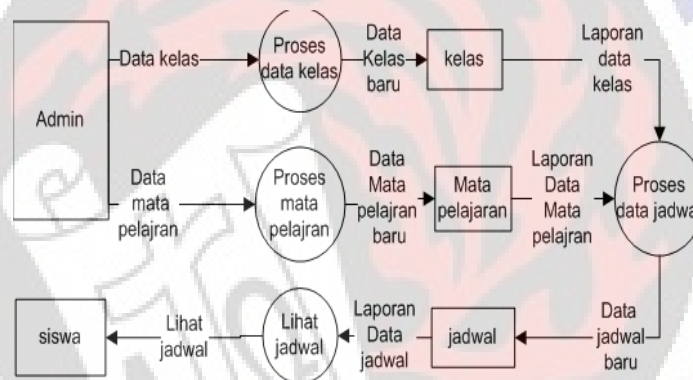 Admin
Data kelas
Proses
data kelas
Data
Kelas
baru
kelas
Laporan
data
kelas
Data
mata
pelajran
Proses
mata
pelajran
Data
Mata
pelajran
baru
Mata
pelajaran
Laporan
Data
Mata
pelajran
Proses
data jadwa
Data
jadwal
baru
jadwal
Laporan
Data
jadwal
Lihat
jadwal
Lihat
jadwal
siswa